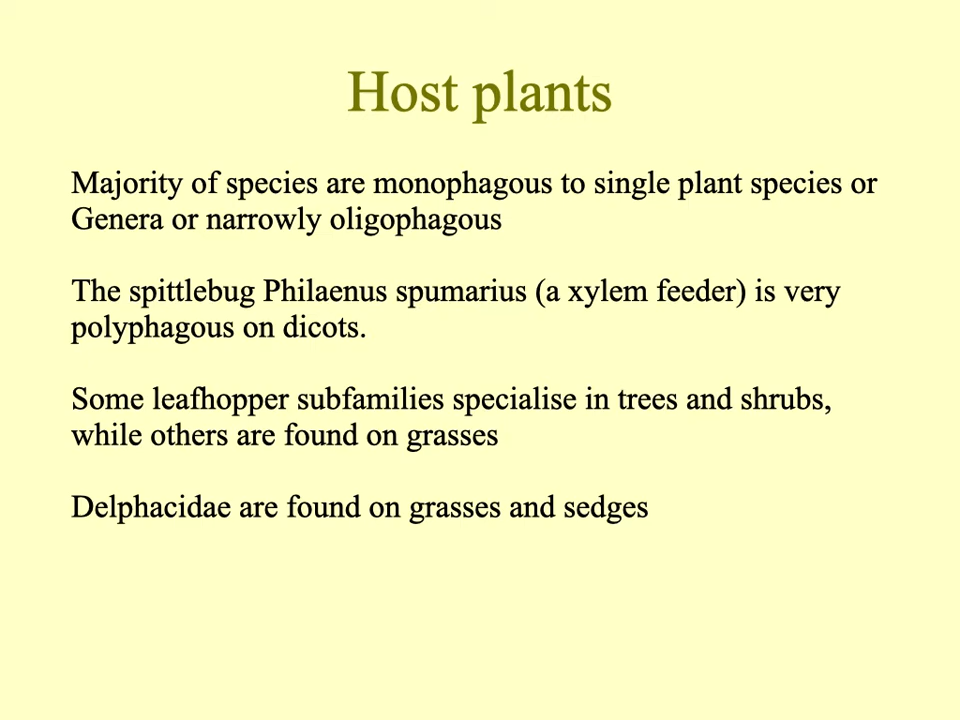 Host plants
Majority of species are monophagous to single plant species or
Genera or narrowly oligophagous
The spittlebug Philaenus spumarius (a xylem feeder) is very
polyphagous on dicots.
Some leafhopper subfamilies specialise in trees and shrubs,
while others are found on grasses
Delphacidae are found on grasses and sedges